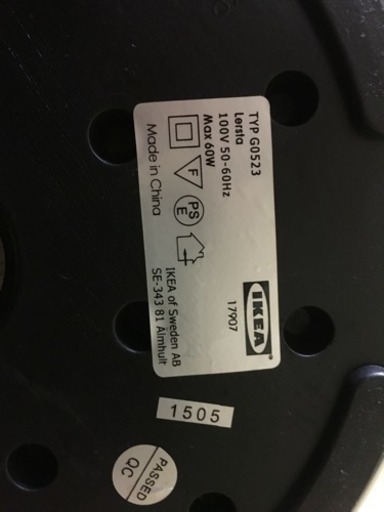 TYP G0523
Lersta
100V 50-60Hz
Max 60W
F
PS
E
Made in China
IKEA®
17907
IKEA of Sweden AB
SE-343 81 Älmhult
1505
PASSED
QC